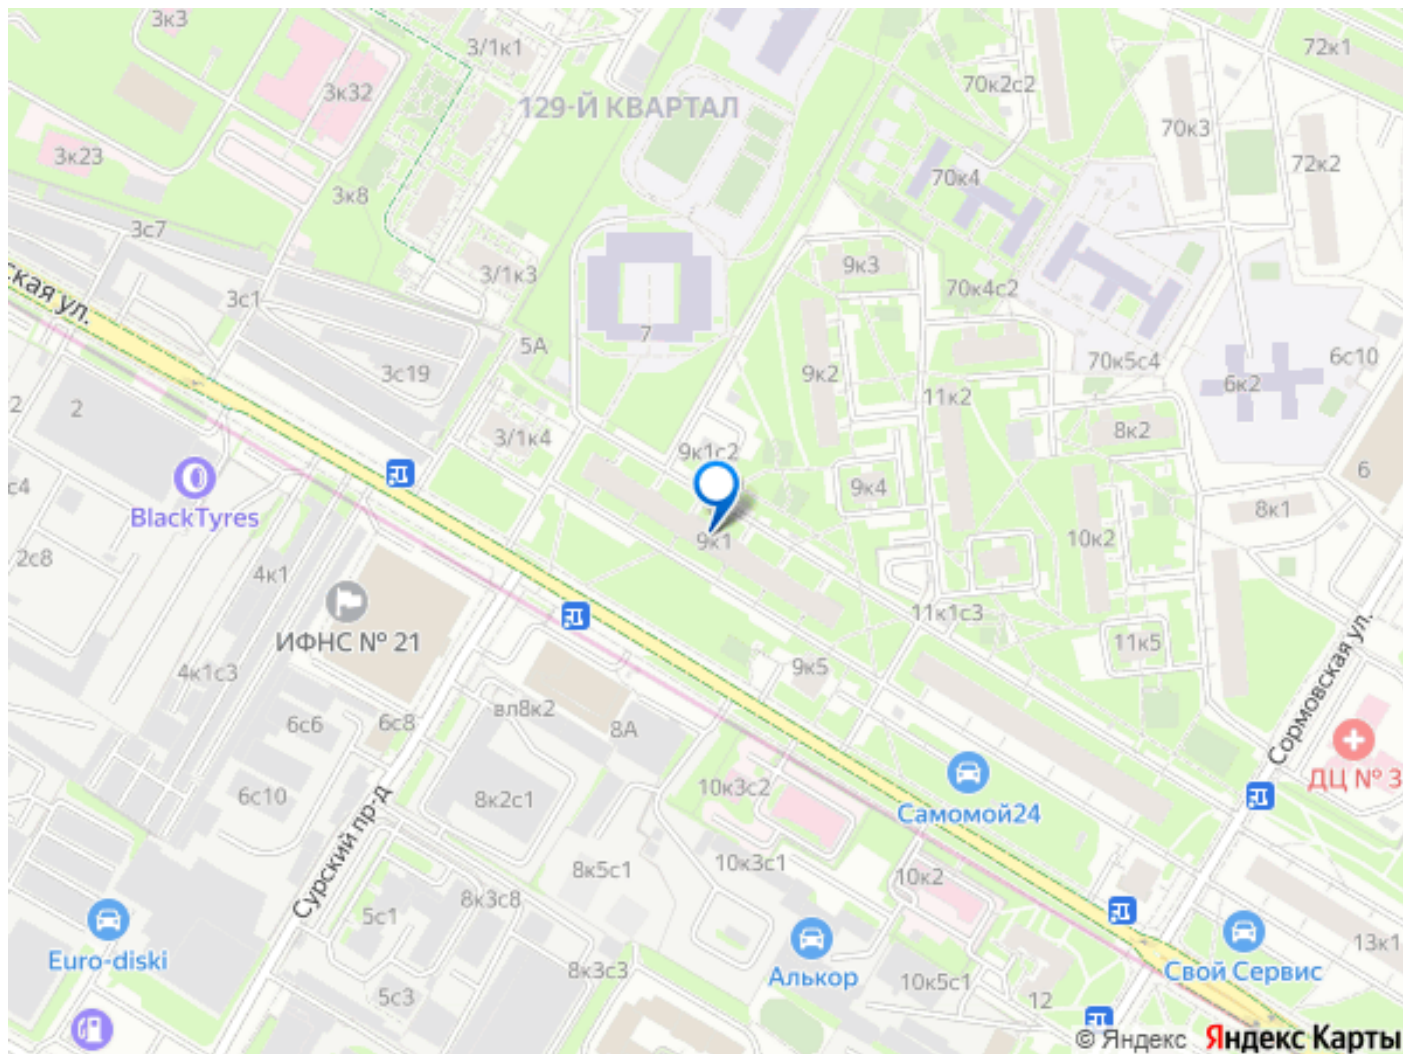 3к3
3/1к1
72к1
3к32
129-Й КВАРТАЛ
70к2с2
70к3
3к23
72к2
70к4
3к8
3с7
3/1к3
9к3
70к4с2
ская ул.
3с1
7
5А
6с10
3с19
9к2
70к5с4
6к2
2
2
11к2
3/1к4
8к2
9к1с2
6
с4
9к4
8к1
BlackTyres
9к1
10к2
2с8
4к1
ИФНС № 21
11к1с3
11к5
4к1с3
9к5
Сормовская ул.
вл8к2
6с6
6с8
8А
ДЦ № 3
10к3с2
6с10
8к2с1
Самомой24
Сурский пр-д
8к5с1
10к3с1
10к2
8к3с8
5с1
13к1
Euro-diski
8к3с3
Алькор
Свой Сервис
10к5с1
5с3
12
© Яндекс Яндекс Карты